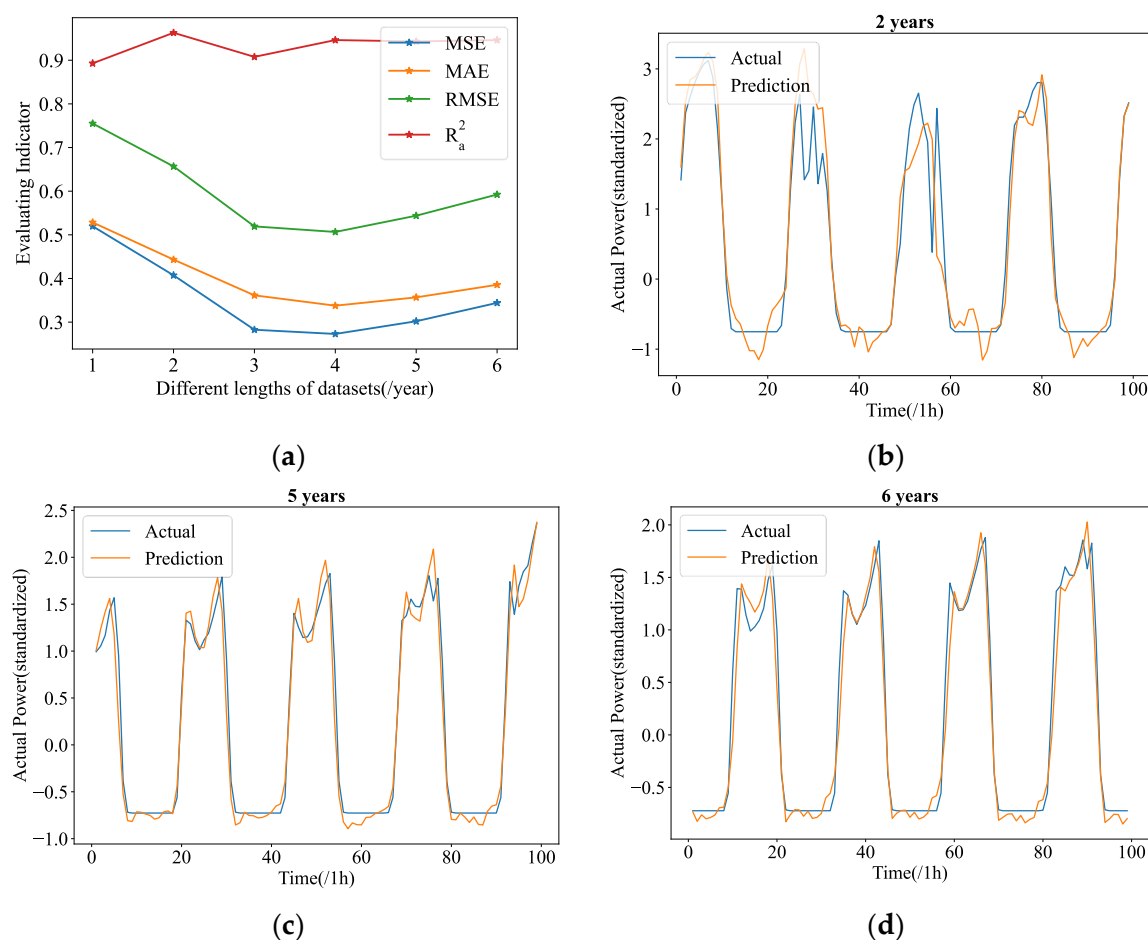 MSE
MAE
RMSE
R²ₐ
0.9
0.8
0.7
0.6
0.5
0.4
0.3
Evaluating Indicator
1 2 3 4 5 6
Different lengths of datasets(/year)
(a)
2 years
Actual
Prediction
3
2
1
0
−1
Actual Power(standardized)
0 20 40 60 80 100
Time(/1h)
(b)
5 years
Actual
Prediction
2.5
2.0
1.5
1.0
0.5
0.0
−0.5
−1.0
Actual Power(standardized)
0 20 40 60 80 100
Time(/1h)
(c)
6 years
Actual
Prediction
2.0
1.5
1.0
0.5
0.0
−0.5
Actual Power(standardized)
0 20 40 60 80 100
Time(/1h)
(d)